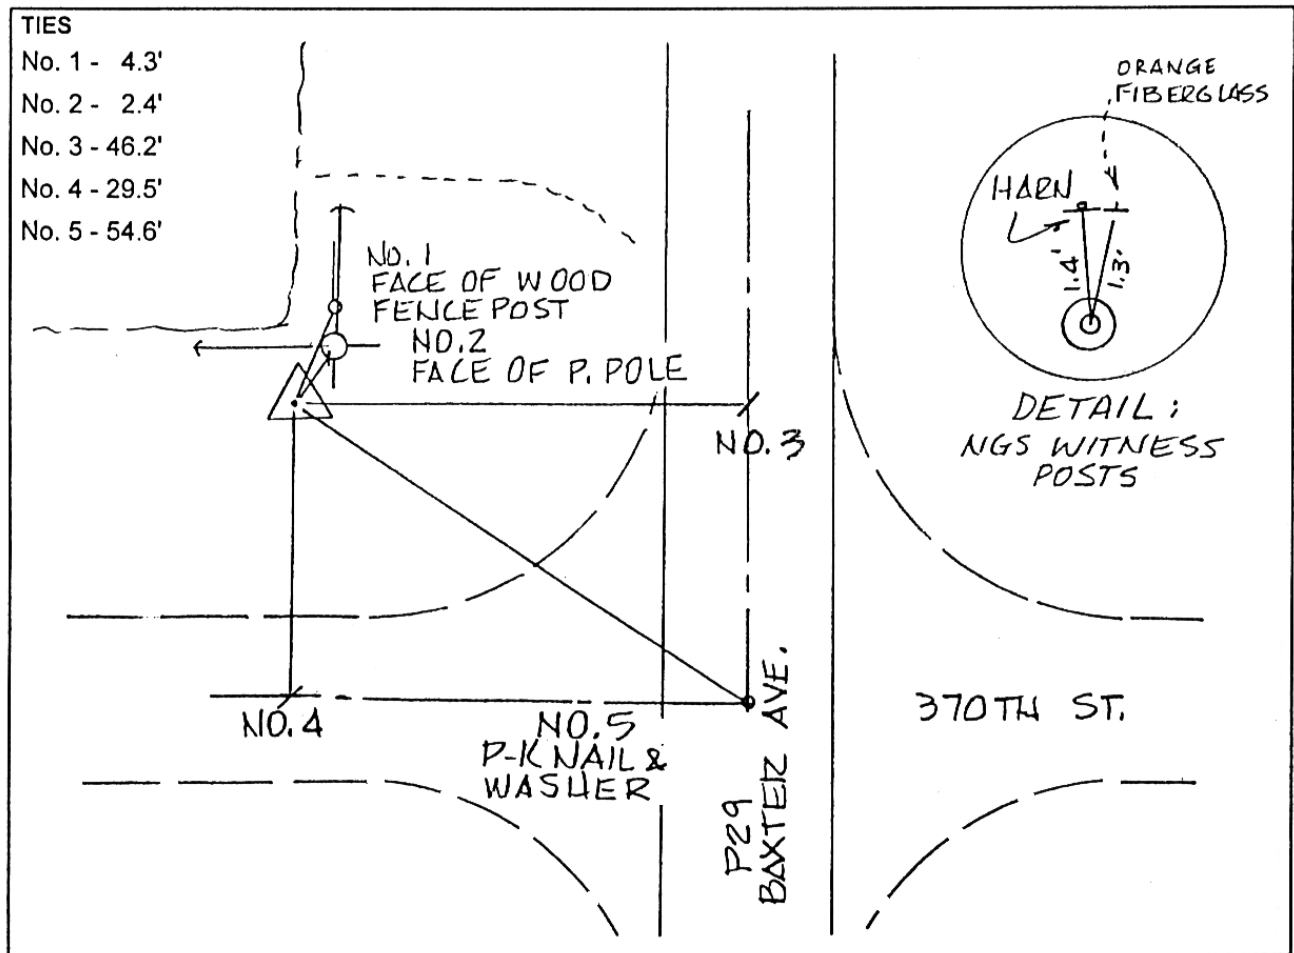 TIES
No. 1 - 4.3'
No. 2 - 2.4'
No. 3 - 46.2'
No. 4 - 29.5'
No. 5 - 54.6'
NO. 1
FACE OF WOOD
FENCE POST
NO. 2
FACE OF P. POLE
NO. 3
NO. 4
NO. 5
P-K NAIL &
WASHER
P29
BAXTER AVE.
370TH ST.
ORANGE
FIBERGLASS
HARN
1.4'
1.3'
DETAIL:
NGS WITNESS
POSTS